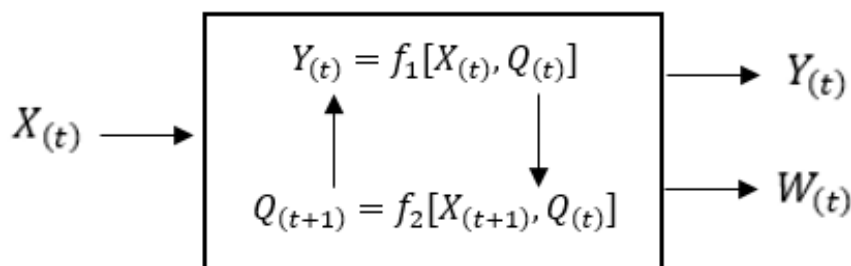 Y(t) = f1[X(t), Q(t)]
X(t)
Y(t)
W(t)
Q(t+1) = f2[X(t+1), Q(t)]